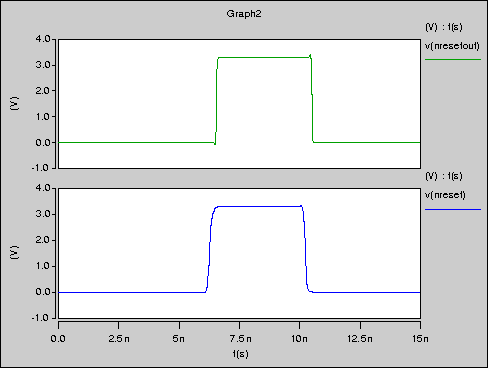 Graph2
(V) : t(s)
v(nresetout)
4.0
3.0
2.0
1.0
0.0
-1.0
(V)
(V) : t(s)
v(nreset)
4.0
3.0
2.0
1.0
0.0
-1.0
(V)
0.0 2.5n 5n 7.5n 10n 12.5n 15n
t(s)